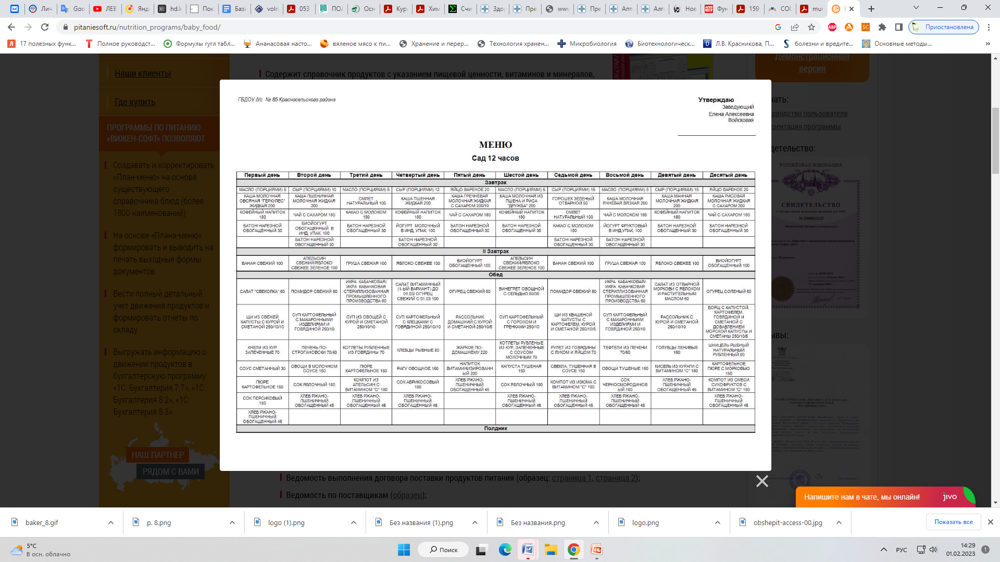 Лич
Goo
ЛЕВ
Янд
hd.k
Пок
База
voln
053
ПОЛ
Осн
Кур
Хим
Счи
Здо
Пре
www
Пре
Апт
Алг
Нов
Фун
159
СОС
mur
pitaniesoft.ru/nutrition_programs/baby_food/
Приостановлена
17 полезных функ...
Полное руководст...
Формулы гугл табл...
Ананасовая насто...
вяленое мясо к пи...
Хранение и перер...
Технология хранен...
Микробиология
Биотехнологическ...
Л.В. Красникова, П...
болезни и вредите...
Основные методы...
Наши клиенты
Где купить
ПРОГРАММЫ ПО ПИТАНИЮ
«ВИЖЕН-СОФТ» ПОЗВОЛЯЮТ
Создавать и корректировать
«План-меню» на основе
существующего
справочника блюд (более
1800 наименований)
На основе «Плана-меню»
формировать и выводить на
печать выходные формы
документов
Вести полный детальный
учет движения продуктов и
формировать отчеты по
складу
Выгружать информацию о
движении продуктов в
бухгалтерскую программу
«1С: Бухгалтерия 7.7», «1С:
Бухгалтерия 8.2», «1С:
Бухгалтерия 8.3»
НАШ ПАРТНЕР
РЯДОМ С ВАМИ
Содержит справочник продуктов с указанием пищевой ценности, витаминов и минералов,
Демонстрационная
версия
чать:
ководство пользователя
езентация программы
детельство:
РОССИЙСКАЯ ФЕДЕРАЦИЯ
СВИДЕТЕЛЬСТВО
№ 2009615127
ГБДОУ д/с № 85 Красносельского района
Утверждаю
Заведующий
Елена Алексеевна
Войсковая
МЕНЮ
Сад 12 часов
Первый день Второй день Третий день Четвертый день Пятый день Шестой день Седьмой день Восьмой день Девятый день Десятый день
Завтрак
МАСЛО (ПОРЦИЯМИ) 5 СЫР (ПОРЦИЯМИ) 10 МАСЛО (ПОРЦИЯМИ) 5 СЫР (ПОРЦИЯМИ) 12 ЯЙЦО ВАРЕНОЕ 20 МАСЛО (ПОРЦИЯМИ) 5 СЫР (ПОРЦИЯМИ) 15 МАСЛО (ПОРЦИЯМИ) 5 СЫР (ПОРЦИЯМИ) 15 ЯЙЦО ВАРЕНОЕ 20
КАША МОЛОЧНАЯ ОВСЯНАЯ "ГЕРКУЛЕС" ЖИДКАЯ 200 КАША ПШЕНИЧНАЯ МОЛОЧНАЯ ЖИДКАЯ 200 ОМЛЕТ НАТУРАЛЬНЫЙ 100 КАША ПШЕННАЯ ЖИДКАЯ 200 КАША ГРЕЧНЕВАЯ МОЛОЧНАЯ ЖИДКАЯ С САХАРОМ 200/10 КАША МОЛОЧНАЯ ИЗ ПШЕНА И РИСА "ДРУЖБА" 200 ГОРОШЕК ЗЕЛЕНЫЙ ОТВАРНОЙ 50 КАША МОЛОЧНАЯ ЯЧНЕВАЯ ВЯЗКАЯ 200 КАША МАННАЯ МОЛОЧНАЯ ЖИДКАЯ 200 КАША РИСОВАЯ МОЛОЧНАЯ ЖИДКАЯ С САХАРОМ 200
КОФЕЙНЫЙ НАПИТОК 180 ЧАЙ С САХАРОМ 180 КАКАО С МОЛОКОМ 180 КОФЕЙНЫЙ НАПИТОК 180 ЧАЙ С САХАРОМ 180 КОФЕЙНЫЙ НАПИТОК 180 ОМЛЕТ НАТУРАЛЬНЫЙ 100 ЧАЙ С МОЛОКОМ 180 КОФЕЙНЫЙ НАПИТОК 180 ЧАЙ С САХАРОМ 180
БАТОН НАРЕЗНОЙ ОБОГАЩЕННЫЙ 30 БИОЙОГУРТ ОБОГАЩЕННЫЙ В ИНД. УПАК. 100 БАТОН НАРЕЗНОЙ ОБОГАЩЕННЫЙ 30 ЙОГУРТ МОЛОЧНЫЙ В ИНД. УПАК. 100 БАТОН НАРЕЗНОЙ ОБОГАЩЕННЫЙ 30 БАТОН НАРЕЗНОЙ ОБОГАЩЕННЫЙ 30 КАКАО С МОЛОКОМ 180 ЙОГУРТ ФРУКТОВЫЙ В ИНД.УПАК. 100 БАТОН НАРЕЗНОЙ ОБОГАЩЕННЫЙ 30 БАТОН НАРЕЗНОЙ ОБОГАЩЕННЫЙ 30
БАТОН НАРЕЗНОЙ ОБОГАЩЕННЫЙ 30 БАТОН НАРЕЗНОЙ ОБОГАЩЕННЫЙ 30 БАТОН НАРЕЗНОЙ ОБОГАЩЕННЫЙ 30 БАТОН НАРЕЗНОЙ ОБОГАЩЕННЫЙ 30
II Завтрак
БАНАН СВЕЖИЙ 100 АПЕЛЬСИН СВЕЖИЙ/ЯБЛОКО СВЕЖЕЕ ЗЕЛЕНОЕ 100 ГРУША СВЕЖАЯ 100 ЯБЛОКО СВЕЖЕЕ 100 БИОЙОГУРТ ОБОГАЩЕННЫЙ 100 АПЕЛЬСИН СВЕЖИЙ/ЯБЛОКО СВЕЖЕЕ ЗЕЛЕНОЕ 100 БАНАН СВЕЖИЙ 100 ГРУША СВЕЖАЯ 100 ЯБЛОКО СВЕЖЕЕ 100 БИОЙОГУРТ ОБОГАЩЕННЫЙ 100
Обед
САЛАТ "СВЕКОЛКА" 60 ПОМИДОР СВЕЖИЙ 60 ИКРА КАБАЧКОВАЯ/ ИКРА КАБАЧКОВАЯ СТЕРИЛИЗОВАННАЯ ПРОМЫШЛЕННОГО ПРОИЗВОДСТВА 60 САЛАТ ВИТАМИННЫЙ (1-ЫЙ ВАРИАНТ) ДО 01.03/ ОГУРЕЦ СВЕЖИЙ С 01.03 100 ОГУРЕЦ СВЕЖИЙ 60 ВИНЕГРЕТ ОВОЩНОЙ С СЕЛЬДЬЮ 60/35 ПОМИДОР СВЕЖИЙ 60 ИКРА КАБАЧКОВАЯ/ ИКРА КАБАЧКОВАЯ СТЕРИЛИЗОВАННАЯ ПРОМЫШЛЕННОГО ПРОИЗВОДСТВА 60 САЛАТ ИЗ ОТВАРНОЙ МОРКОВИ С ЯБЛОКОМ И РАСТИТЕЛЬНЫМ МАСЛОМ 60 ОГУРЕЦ СОЛЕНЫЙ 60
ЩИ ИЗ СВЕЖЕЙ КАПУСТЫ С КУРОЙ И СМЕТАНОЙ 250/10/10 СУП КАРТОФЕЛЬНЫЙ С МАКАРОННЫМИ ИЗДЕЛИЯМИ И ГОВЯДИНОЙ 250/10 СУП ИЗ ОВОЩЕЙ С КУРОЙ И СМЕТАНОЙ 250/10/10 СУП КАРТОФЕЛЬНЫЙ С КЛЕЦКАМИ С ГОВЯДИНОЙ 250/10/10 РАССОЛЬНИК ДОМАШНИЙ С КУРОЙ И СМЕТАНОЙ 250/10/5 СУП КАРТОФЕЛЬНЫЙ С ГОРОХОМ И ГРЕНКАМИ 250/10 ЩИ ИЗ КВАШЕНОЙ КАПУСТЫ С КАРТОФЕЛЕМ, КУРОЙ И СМЕТАНОЙ 250/10/5 СУП КАРТОФЕЛЬНЫЙ С МАКАРОННЫМИ ИЗДЕЛИЯМИ И ГОВЯДИНОЙ 250/10 РАССОЛЬНИК С КУРОЙ И СМЕТАНОЙ 250/10/10 БОРЩ С КАПУСТОЙ, КАРТОФЕЛЕМ, ГОВЯДИНОЙ И СМЕТАНОЙ С ДОБАВЛЕНИЕМ МОРСКОЙ КАПУСТЫ И СМЕТАНЫ 250/10/5
КНЕЛИ ИЗ КУР ЗАПЕЧЕННЫЕ 70 ПЕЧЕНЬ ПО-СТРОГАНОВСКИ 70/40 КОТЛЕТЫ РУБЛЕННЫЕ ИЗ ГОВЯДИНЫ 70 ХЛЕБЦЫ РЫБНЫЕ 80 ЖАРКОЕ ПО-ДОМАШНЕМУ 220 КОТЛЕТЫ РУБЛЕНЫЕ ИЗ КУР, ЗАПЕЧЕННЫЕ С СОУСОМ МОЛОЧНЫМ 70 РУЛЕТ ИЗ ГОВЯДИНЫ С ЛУКОМ И ЯЙЦОМ 70 ТЕФТЕЛИ ИЗ ПЕЧЕНИ 70/50 ГОЛУБЦЫ ЛЕНИВЫЕ 150 ШНИЦЕЛЬ РЫБНЫЙ НАТУРАЛЬНЫЙ РУБЛЕННЫЙ 80
СОУС СМЕТАННЫЙ 30 ОВОЩИ В МОЛОЧНОМ СОУСЕ 150 ПЮРЕ КАРТОФЕЛЬНОЕ 150 РАГУ ОВОЩНОЕ 150 НАПИТОК ВИТАМИНИЗИРОВАННЫЙ 200 КАПУСТА ТУШЕНАЯ 150 СВЕКЛА, ТУШЕННАЯ В СОУСЕ 150 ОВОЩИ ТУШЕНЫЕ 150 КИСЕЛЬ ИЗ КУРАГИ С ВИТАМИНОМ "С" 180 КАРТОФЕЛЬНОЕ ПЮРЕ С МОРКОВЬЮ 150
ПЮРЕ КАРТОФЕЛЬНОЕ 150 СОК ЯБЛОЧНЫЙ 180 КОМПОТ ИЗ АПЕЛЬСИН С ВИТАМИНОМ "С" 180 СОК АБРИКОСОВЫЙ 180 ХЛЕБ РЖАНО-ПШЕНИЧНЫЙ ОБОГАЩЕННЫЙ 45 СОК ЯБЛОЧНЫЙ 180 КОМПОТ ИЗ ИЗЮМА С ВИТАМИНОМ "С" 180 СОК ЧЕРНОСМОРОДИНОВЫЙ 180 ХЛЕБ РЖАНО-ПШЕНИЧНЫЙ ОБОГАЩЕННЫЙ 45 КОМПОТ ИЗ СМЕСИ СУХОФРУКТОВ С ВИТАМИНОМ "С" 180
СОК ПЕРСИКОВЫЙ 180 ХЛЕБ РЖАНО-ПШЕНИЧНЫЙ ОБОГАЩЕННЫЙ 45 ХЛЕБ РЖАНО-ПШЕНИЧНЫЙ ОБОГАЩЕННЫЙ 45 ХЛЕБ РЖАНО-ПШЕНИЧНЫЙ ОБОГАЩЕННЫЙ 45 ХЛЕБ РЖАНО-ПШЕНИЧНЫЙ ОБОГАЩЕННЫЙ 45 ХЛЕБ РЖАНО-ПШЕНИЧНЫЙ ОБОГАЩЕННЫЙ 45 ХЛЕБ РЖАНО-ПШЕНИЧНЫЙ ОБОГАЩЕННЫЙ 45 ХЛЕБ РЖАНО-ПШЕНИЧНЫЙ ОБОГАЩЕННЫЙ 45
ХЛЕБ РЖАНО-ПШЕНИЧНЫЙ ОБОГАЩЕННЫЙ 45
Полдник
ывы:
Ведомость выполнения договора поставки продуктов питания (образец: страница 1, страница 2);
Ведомость по поставщикам (образец);
Напишите нам в чате, мы онлайн!
jivo
baker_8.gif
p. 8.png
logo (1).png
Без названия (1).png
Без названия.png
logo.png
obshepit-access-00.jpg
Показать все
5°C
В осн. облачно
Поиск
РУС
14:29
01.02.2023
1